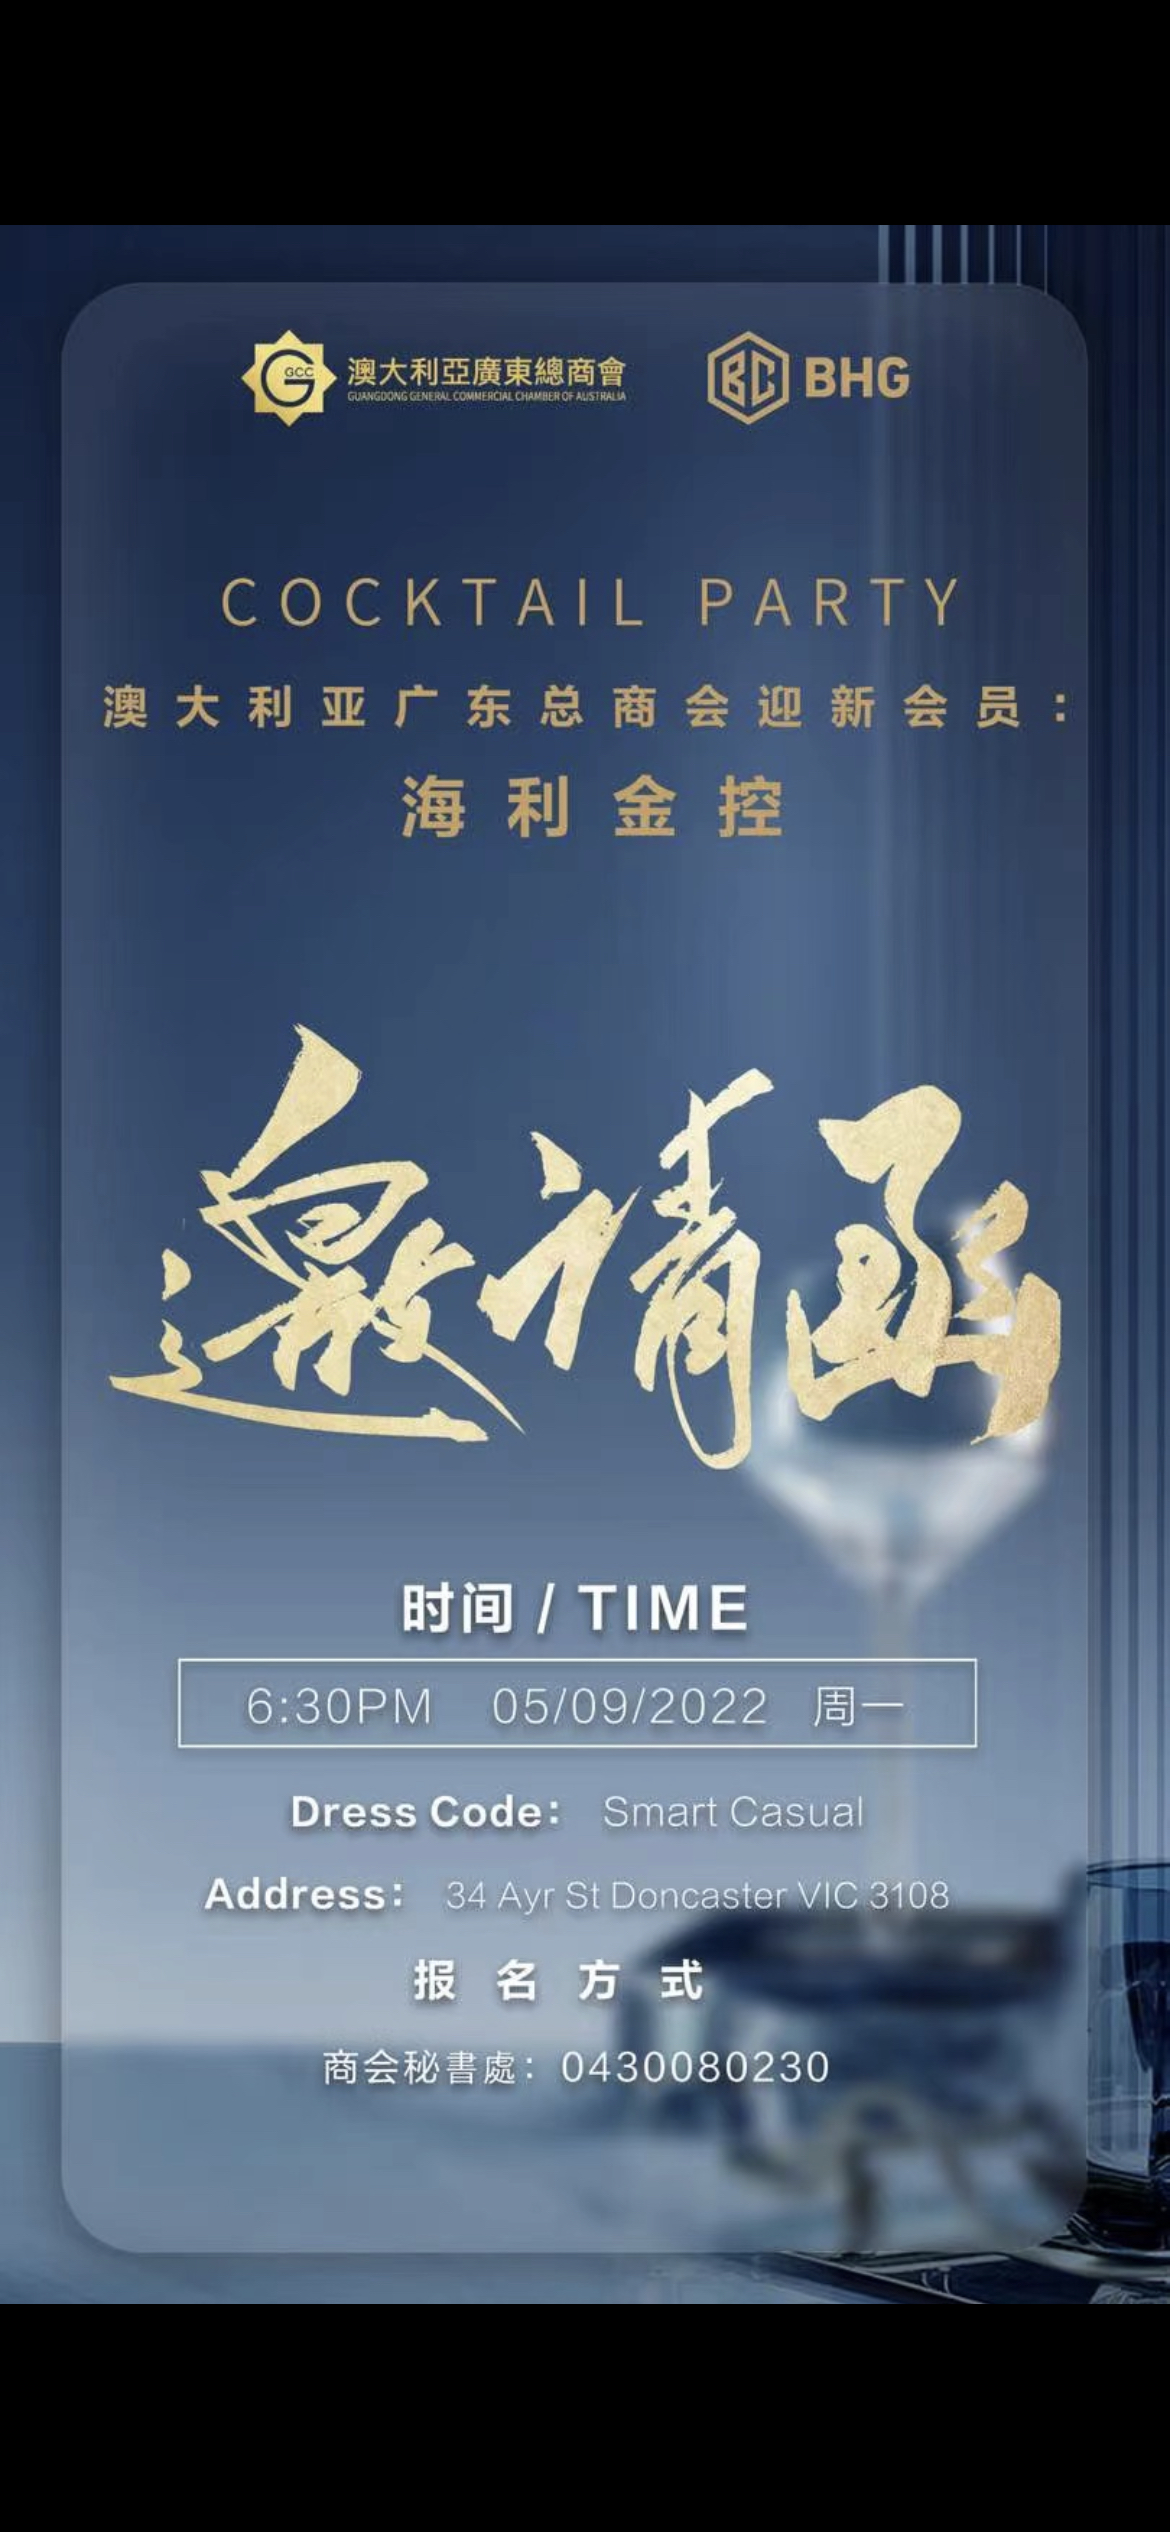 GCC
澳大利亞廣東總商會
GUANGDONG GENERAL COMMERCIAL CHAMBER OF AUSTRALIA
BC BHG
COCKTAIL PARTY
澳大利亚广东总商会迎新会员：
海利金控
邀请函
时间 / TIME
6:30PM 05/09/2022 周一
Dress Code： Smart Casual
Address： 34 Ayr St Doncaster VIC 3108
报名方式
商会秘書處：0430080230